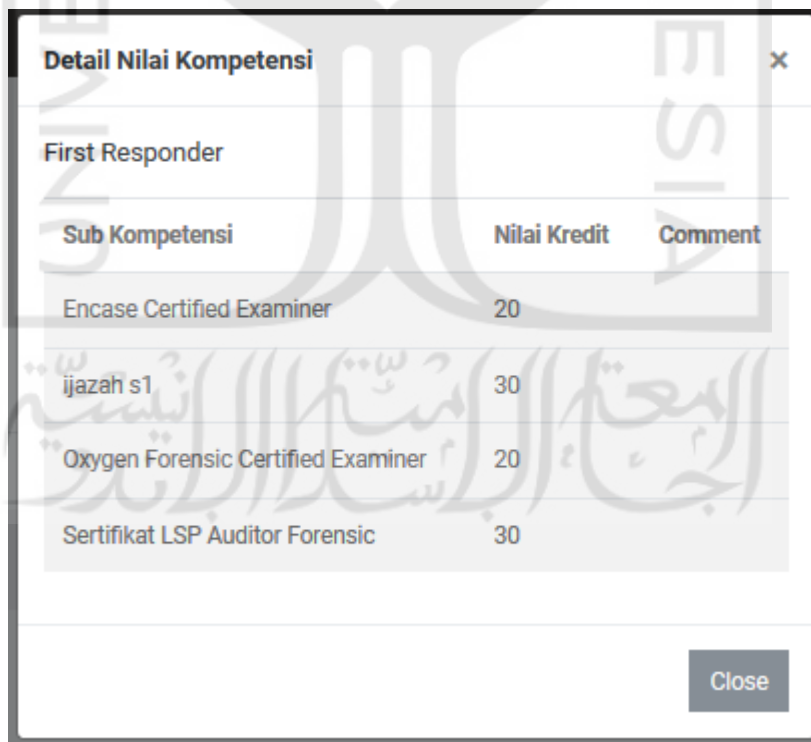 Detail Nilai Kompetensi ×
First Responder
Sub Kompetensi Nilai Kredit Comment
Encase Certified Examiner 20
ijazah s1 30
Oxygen Forensic Certified Examiner 20
Sertifikat LSP Auditor Forensic 30
Close